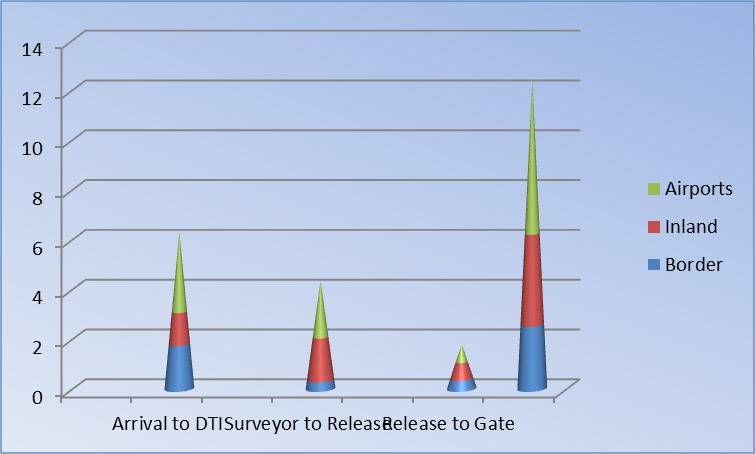 14
12
10
8
6
4
2
0
Arrival to DTI Surveyor to Release Release to Gate
Airports
Inland
Border